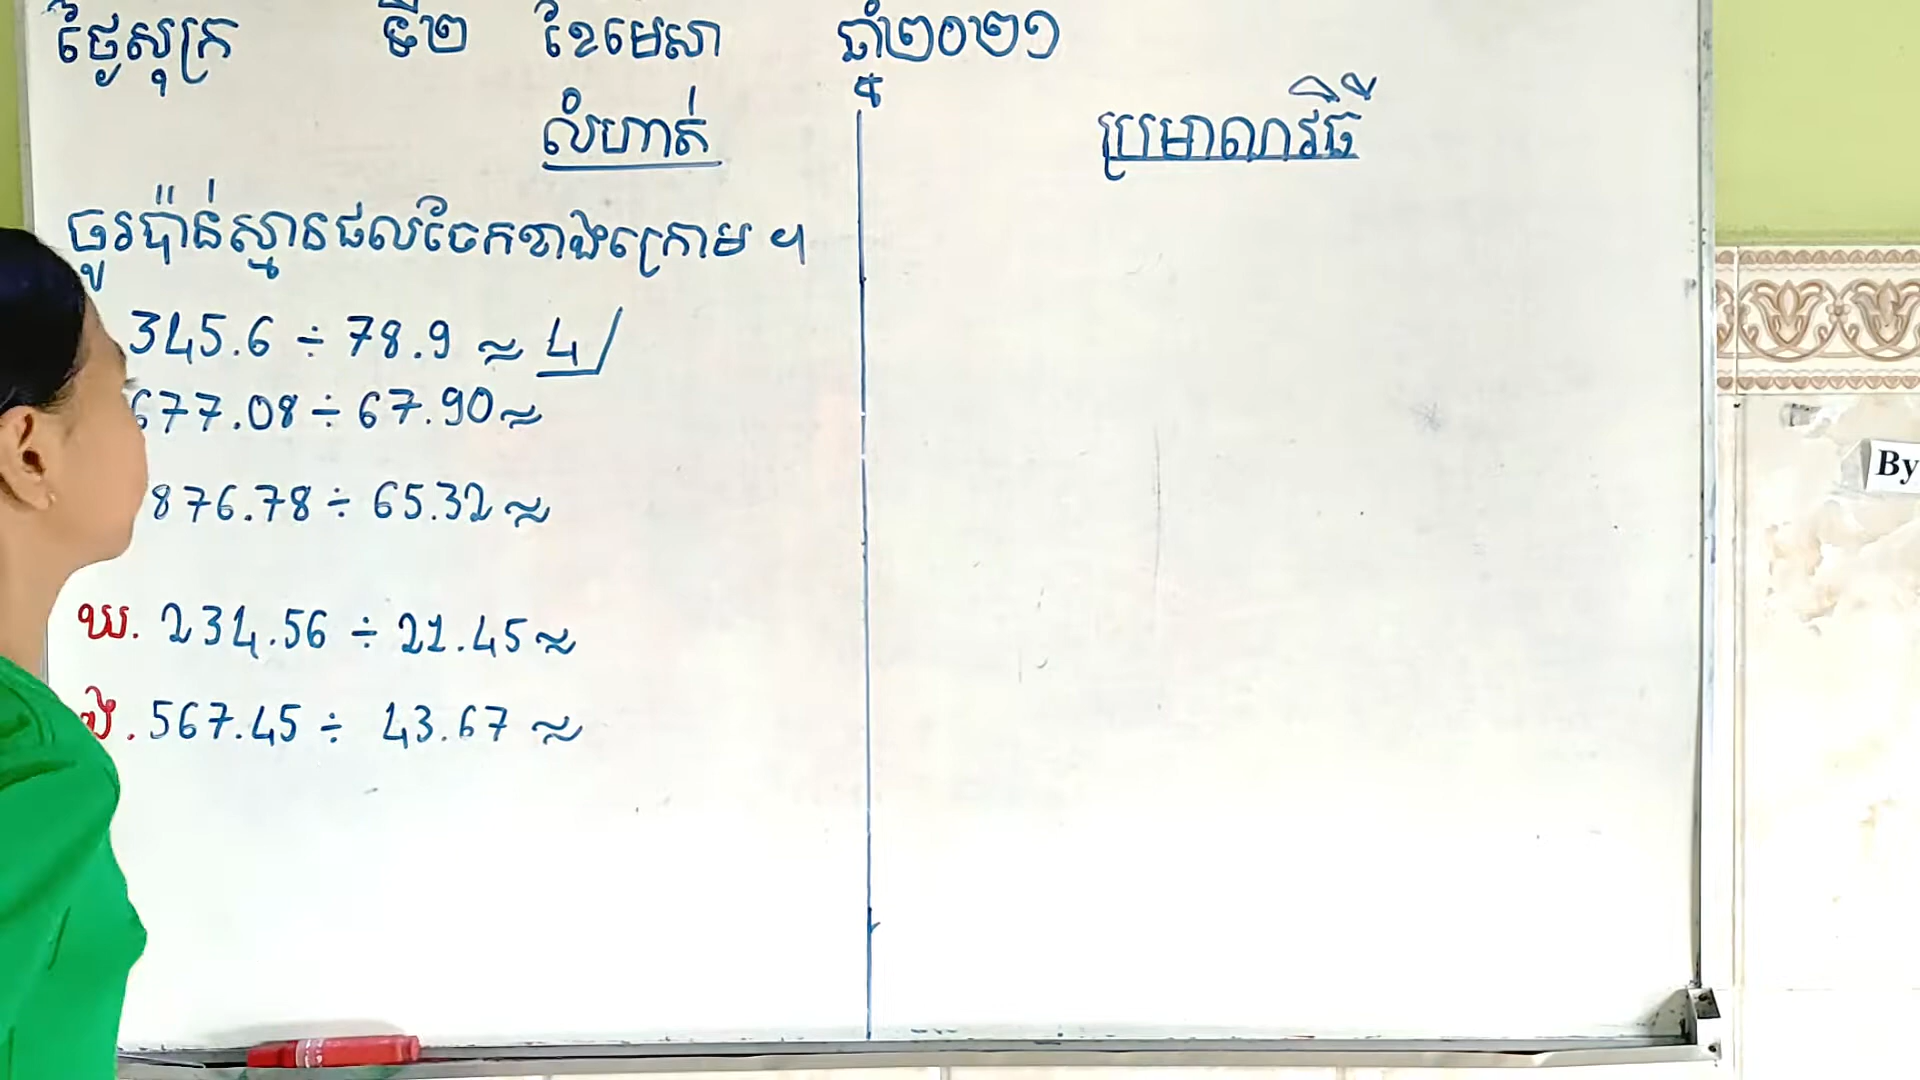 ថ្ងៃសុក្រ ទី២ ខែមេសា ឆ្នាំ២០២១
លំហាត់
ប្រមាណវិធី
ចូរប៉ាន់ស្មានផលចែកខាងក្រោម ។
345.6 ÷ 78.9 ≈ 4
677.08 ÷ 67.90 ≈
876.78 ÷ 65.32 ≈
ឃ. 234.56 ÷ 21.45 ≈
ង. 567.45 ÷ 43.67 ≈
By